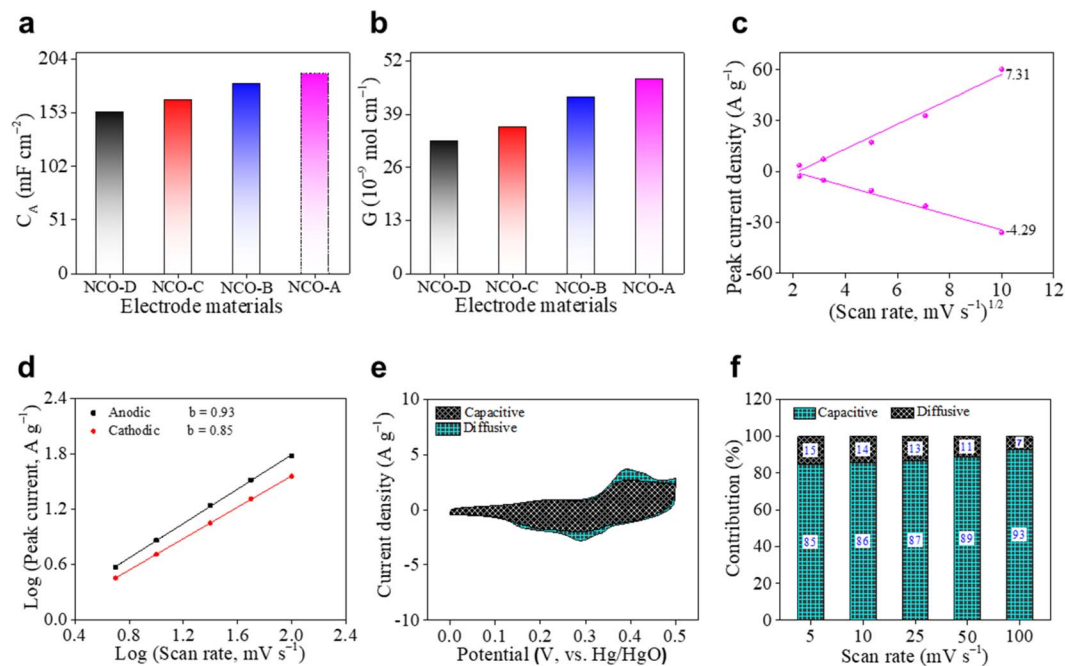 a
204
153
102
51
0
C_A (mF cm⁻²)
NCO-D NCO-C NCO-B NCO-A
Electrode materials
b
52
39
26
13
0
G (10⁻⁹ mol cm⁻¹)
NCO-D NCO-C NCO-B NCO-A
Electrode materials
c
60
30
0
-30
-60
Peak current density (A g⁻¹)
7.31
-4.29
2 4 6 8 10 12
(Scan rate, mV s⁻¹)^1/2
d
2.4
1.8
1.2
0.6
0.0
Log (Peak current, A g⁻¹)
Anodic b = 0.93
Cathodic b = 0.85
0.4 0.8 1.2 1.6 2.0 2.4
Log (Scan rate, mV s⁻¹)
e
10
5
0
-5
-10
Current density (A g⁻¹)
Capacitive
Diffusive
0.0 0.1 0.2 0.3 0.4 0.5
Potential (V, vs. Hg/HgO)
f
120
100
80
60
40
20
0
Contribution (%)
Capacitive Diffusive
15 14 13 11 7
85 86 87 89 93
5 10 25 50 100
Scan rate (mV s⁻¹)